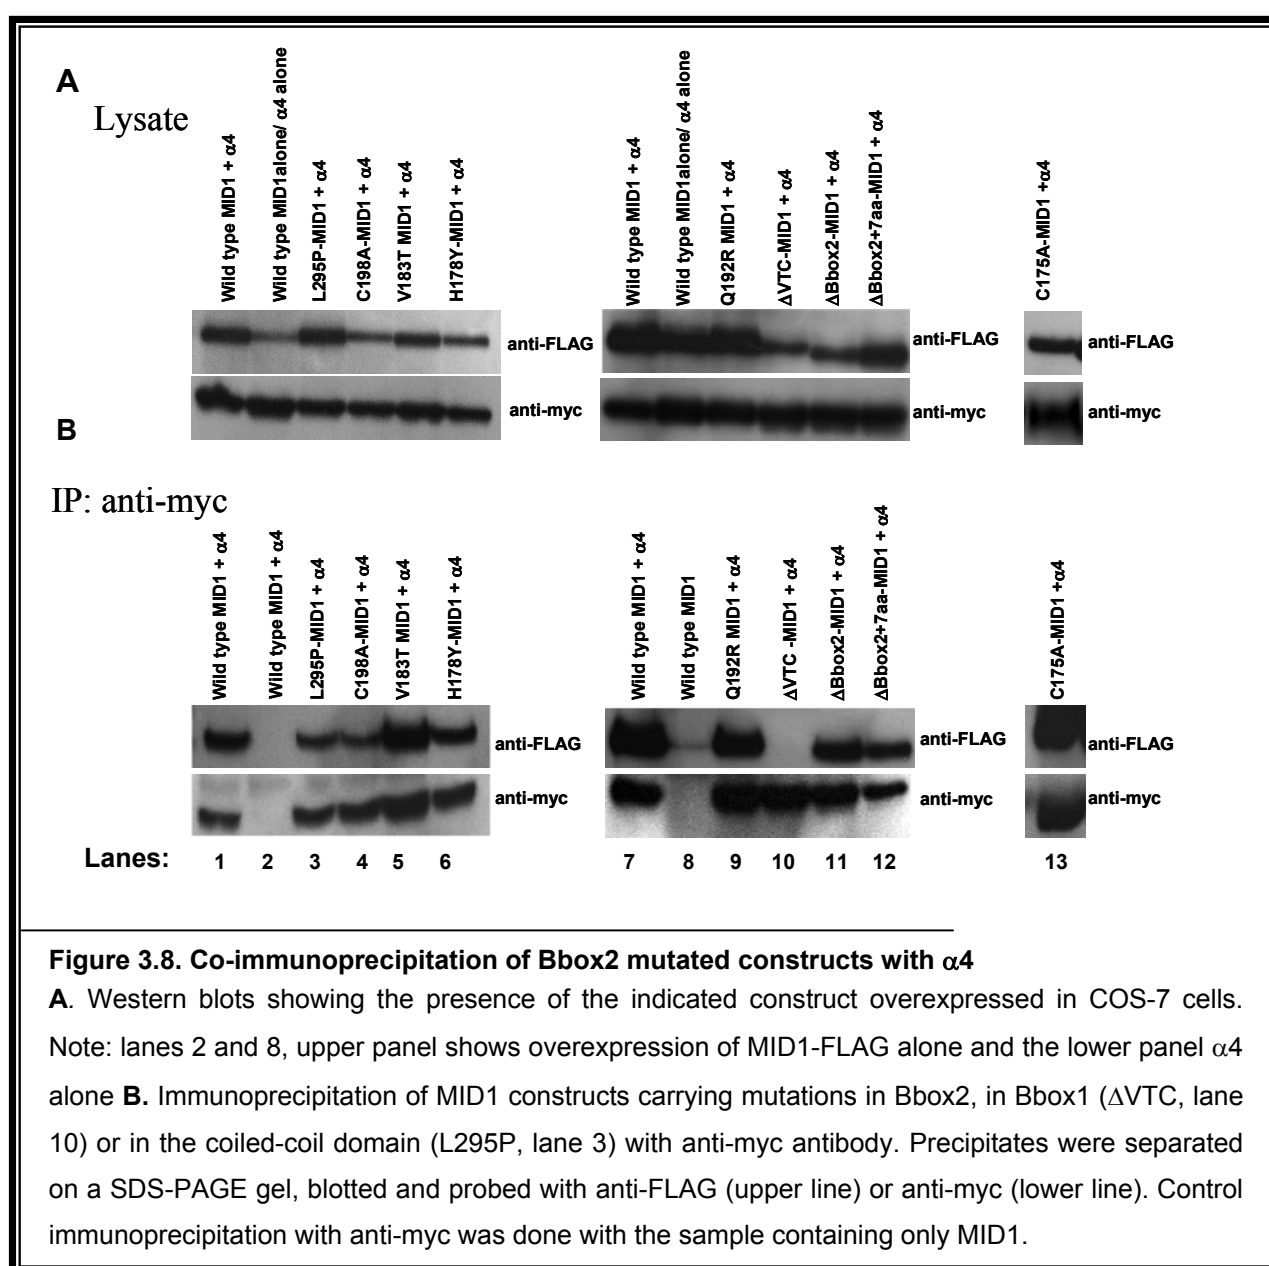 A
Lysate
Wild type MID1 + α4
Wild type MID1alone/ α4 alone
L295P-MID1 + α4
C198A-MID1 + α4
V183T MID1 + α4
H178Y-MID1 + α4
Wild type MID1 + α4
Wild type MID1alone/ α4 alone
Q192R MID1 + α4
ΔVTC-MID1 + α4
ΔBbox2-MID1 + α4
ΔBbox2+7aa-MID1 + α4
C175A-MID1 +α4
anti-FLAG
anti-FLAG
anti-FLAG
anti-myc
anti-myc
anti-myc
B
IP: anti-myc
Wild type MID1 + α4
Wild type MID1 + α4
L295P-MID1 + α4
C198A-MID1 + α4
V183T MID1 + α4
H178Y-MID1 + α4
Wild type MID1 + α4
Wild type MID1
Q192R MID1 + α4
ΔVTC -MID1 + α4
ΔBbox2-MID1 + α4
ΔBbox2+7aa-MID1 + α4
C175A-MID1 +α4
anti-FLAG
anti-FLAG
anti-FLAG
anti-myc
anti-myc
anti-myc
Lanes: 1 2 3 4 5 6 7 8 9 10 11 12 13
Figure 3.8. Co-immunoprecipitation of Bbox2 mutated constructs with α4
A. Western blots showing the presence of the indicated construct overexpressed in COS-7 cells.
Note: lanes 2 and 8, upper panel shows overexpression of MID1-FLAG alone and the lower panel α4
alone B. Immunoprecipitation of MID1 constructs carrying mutations in Bbox2, in Bbox1 (ΔVTC, lane
10) or in the coiled-coil domain (L295P, lane 3) with anti-myc antibody. Precipitates were separated
on a SDS-PAGE gel, blotted and probed with anti-FLAG (upper line) or anti-myc (lower line). Control
immunoprecipitation with anti-myc was done with the sample containing only MID1.